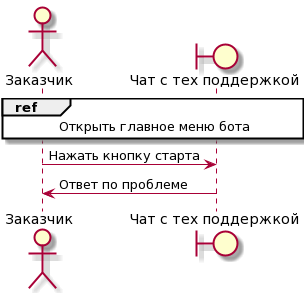 Заказчик
Чат с тех поддержкой
ref
Открыть главное меню бота
Нажать кнопку старта
Ответ по проблеме
Заказчик
Чат с тех поддержкой